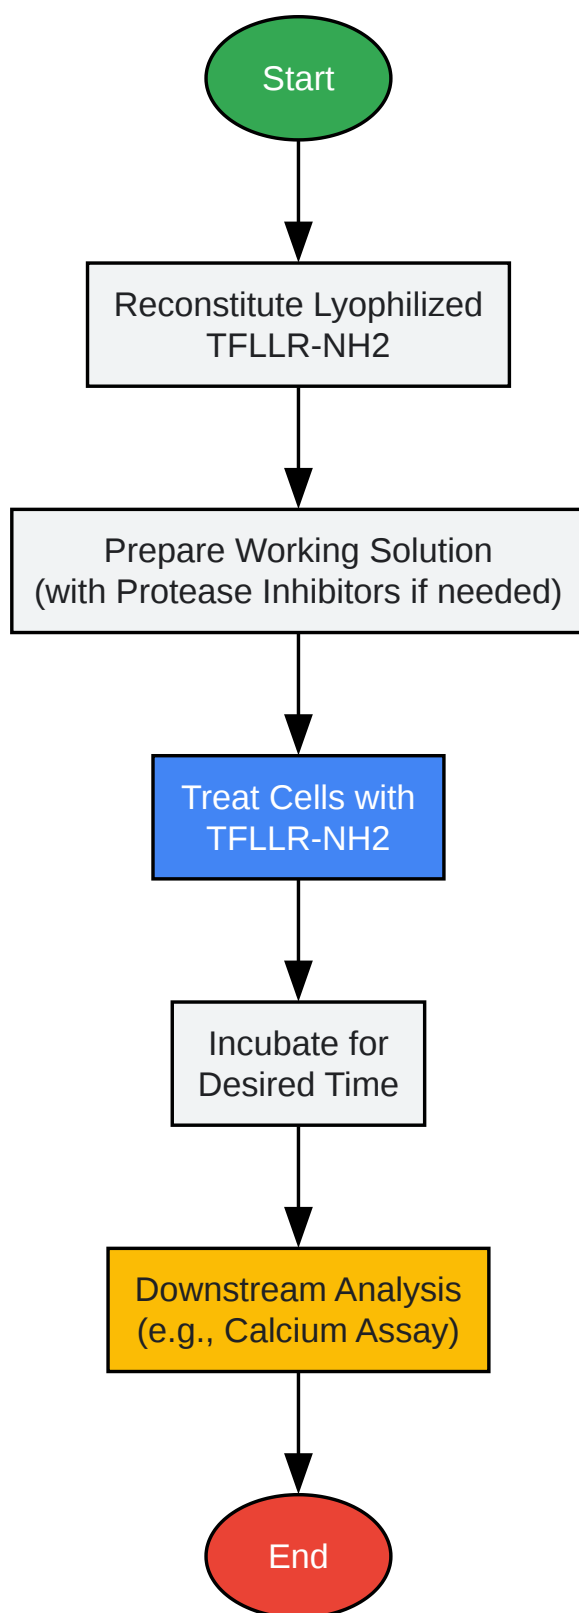 Start
Reconstitute Lyophilized
TFLLR-NH2
Prepare Working Solution
(with Protease Inhibitors if needed)
Treat Cells with
TFLLR-NH2
Incubate for
Desired Time
Downstream Analysis
(e.g., Calcium Assay)
End